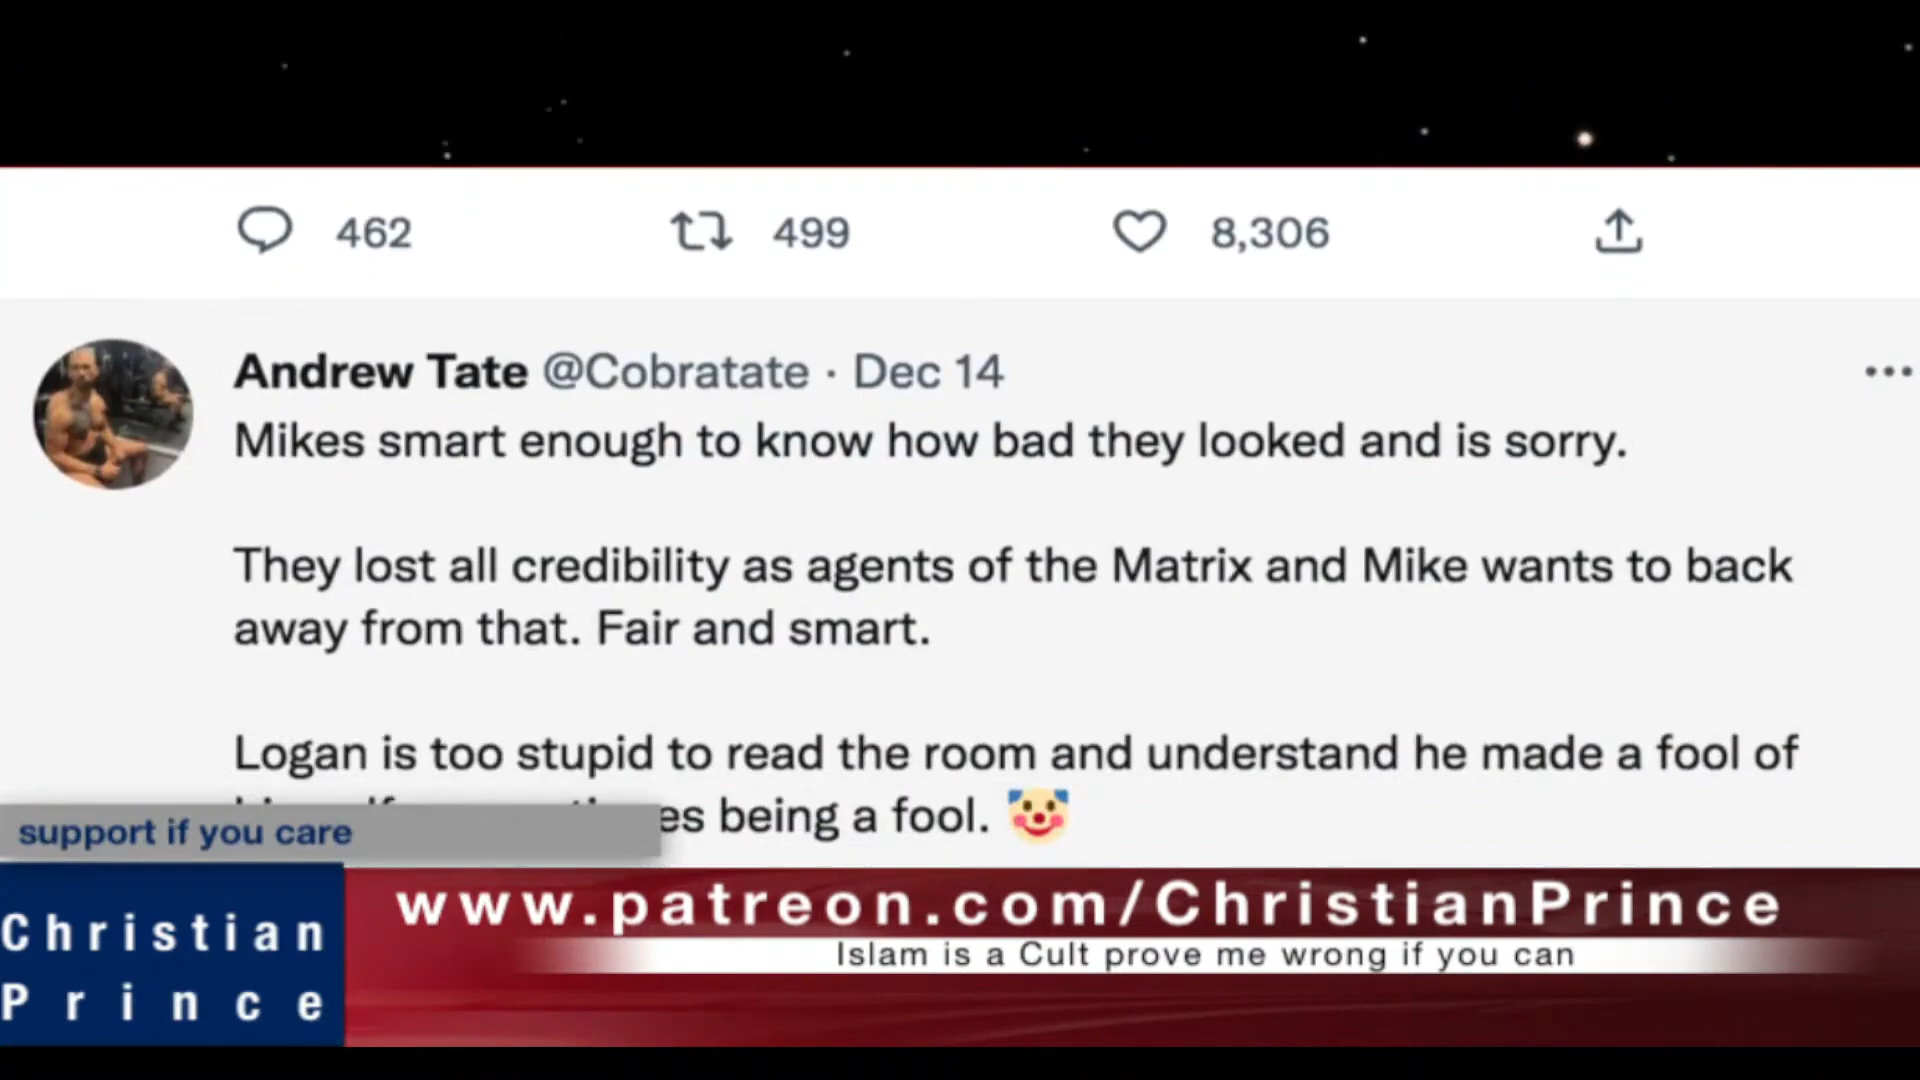 462 499 8,306
Andrew Tate @Cobratate · Dec 14
Mikes smart enough to know how bad they looked and is sorry.
They lost all credibility as agents of the Matrix and Mike wants to back
away from that. Fair and smart.
Logan is too stupid to read the room and understand he made a fool of
es being a fool. 🤡
support if you care
Christian
Prince
www.patreon.com/ChristianPrince
Islam is a Cult prove me wrong if you can